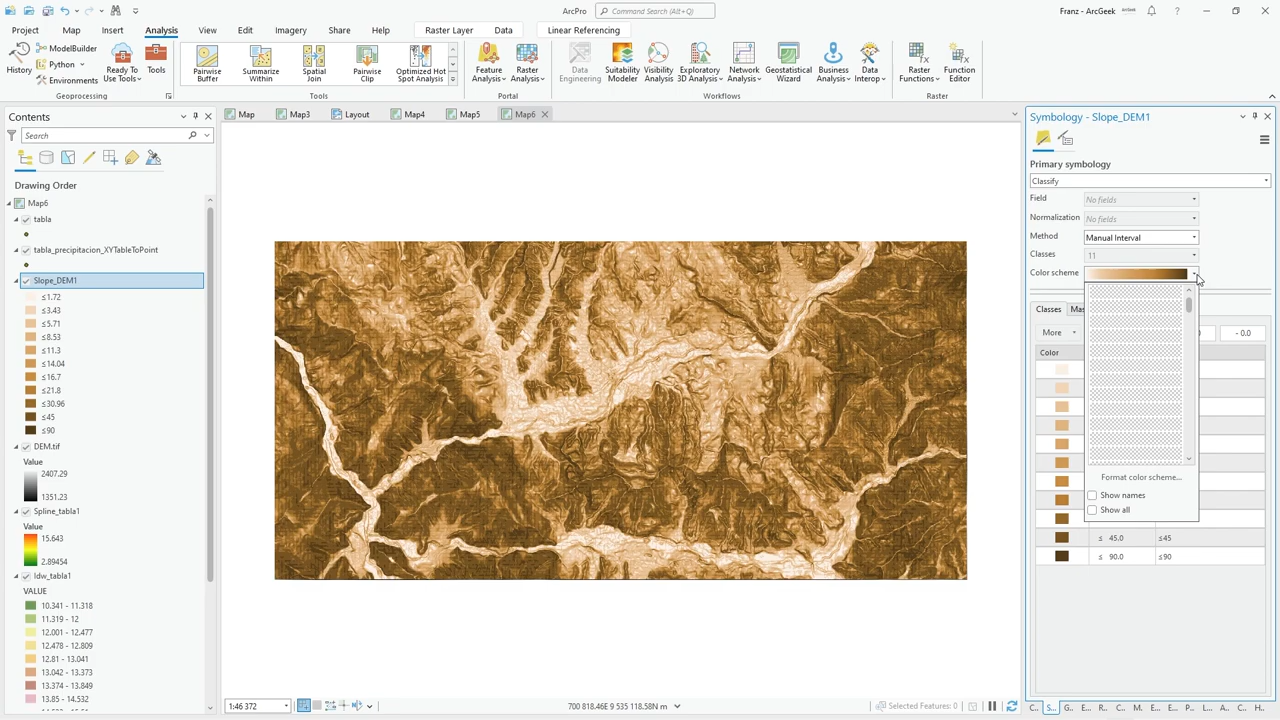 ArcPro
Command Search (Alt+Q)
Franz - ArcGeek
ArcGeek
Project
Map
Insert
Analysis
View
Edit
Imagery
Share
Help
Raster Layer
Data
Linear Referencing
History
ModelBuilder
Python
Environments
Ready To Use Tools
Tools
Geoprocessing
Pairwise Buffer
Summarize Within
Spatial Join
Pairwise Clip
Optimized Hot Spot Analysis
Tools
Feature Analysis
Raster Analysis
Portal
Data Engineering
Suitability Modeler
Visibility Analysis
Exploratory 3D Analysis
Network Analysis
Geostatistical Wizard
Business Analysis
Data Interop
Workflows
Raster Functions
Function Editor
Raster
Contents
Search
Drawing Order
Map6
tabla
tabla_precipitacion_XYTableToPoint
Slope_DEM1
≤1.72
≤3.43
≤5.71
≤8.53
≤11.3
≤14.04
≤16.7
≤21.8
≤30.96
≤45
≤90
DEM.tif
Value
2407.29
1351.23
Spline_tabla1
Value
15.643
2.89454
Idw_tabla1
VALUE
10.341 - 11.318
11.319 - 12
12.001 - 12.477
12.478 - 12.809
12.81 - 13.041
13.042 - 13.373
13.374 - 13.849
13.85 - 14.532
Map
Map3
Layout
Map4
Map5
Map6
1:46 372
700 818.46E 9 535 118.58N m
Selected Features: 0
Symbology - Slope_DEM1
Primary symbology
Classify
Field
No fields
Normalization
No fields
Method
Manual Interval
Classes
11
Color scheme
Classes
Mas
More
- 0.0
Color
Format color scheme...
Show names
Show all
≤ 45.0 ≤45
≤ 90.0 ≤90
C... S... G... E... R... C... M... E... E... P... L... A... C... H...